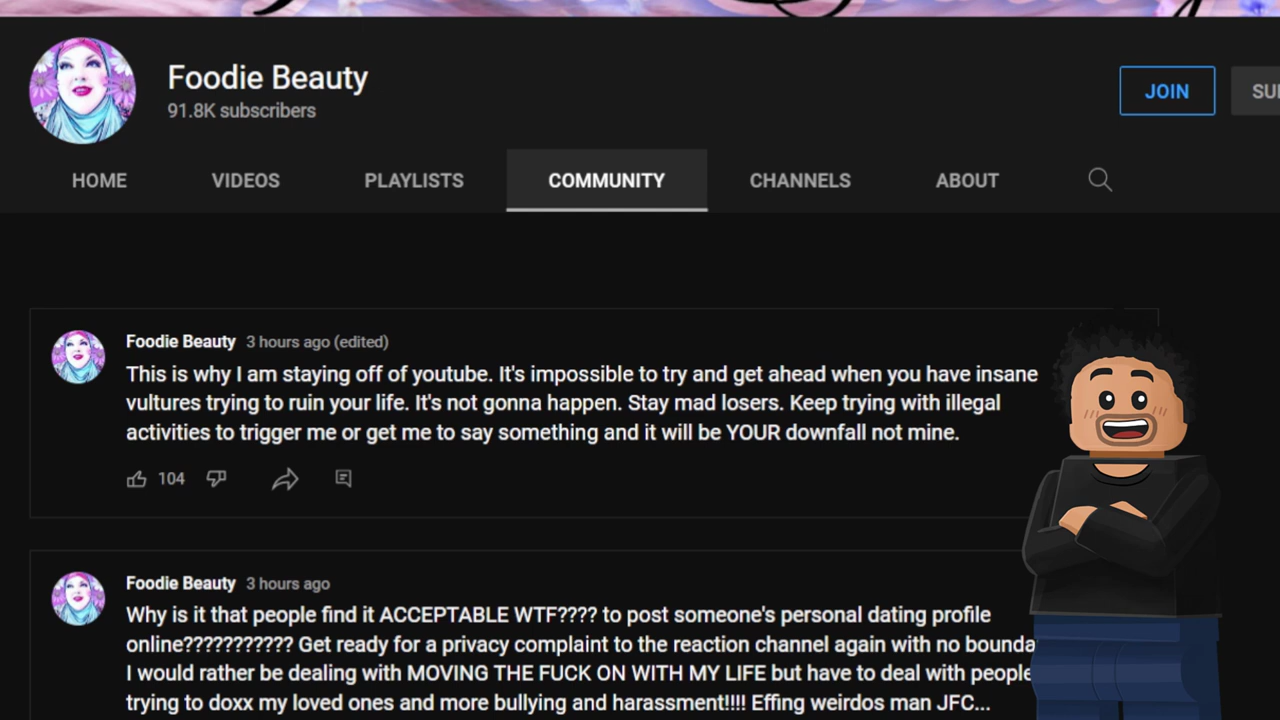 Foodie Beauty
91.8K subscribers
JOIN
HOME VIDEOS PLAYLISTS COMMUNITY CHANNELS ABOUT
Foodie Beauty 3 hours ago (edited)
This is why I am staying off of youtube. It's impossible to try and get ahead when you have insane
vultures trying to ruin your life. It's not gonna happen. Stay mad losers. Keep trying with illegal
activities to trigger me or get me to say something and it will be YOUR downfall not mine.
104
Foodie Beauty 3 hours ago
Why is it that people find it ACCEPTABLE WTF???? to post someone's personal dating profile
online??????????? Get ready for a privacy complaint to the reaction channel again with no bounda
I would rather be dealing with MOVING THE FUCK ON WITH MY LIFE but have to deal with people
trying to doxx my loved ones and more bullying and harassment!!!! Effing weirdos man JFC...